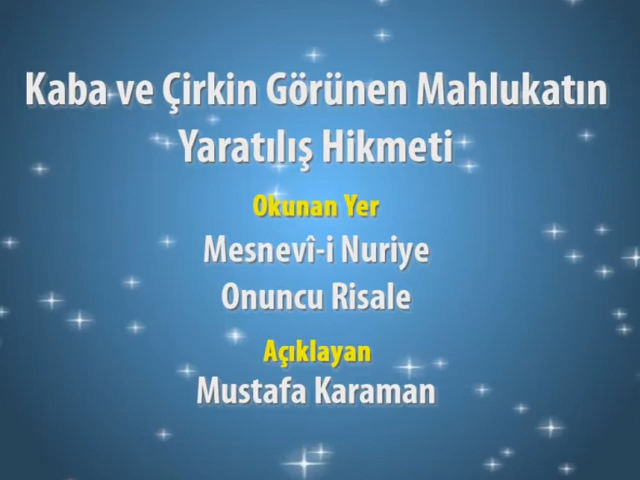 Kaba ve Çirkin Görünen Mahlukatın
Yaratılış Hikmeti
Okunan Yer
Mesnevî-i Nuriye
Onuncu Risale
Açıklayan
Mustafa Karaman